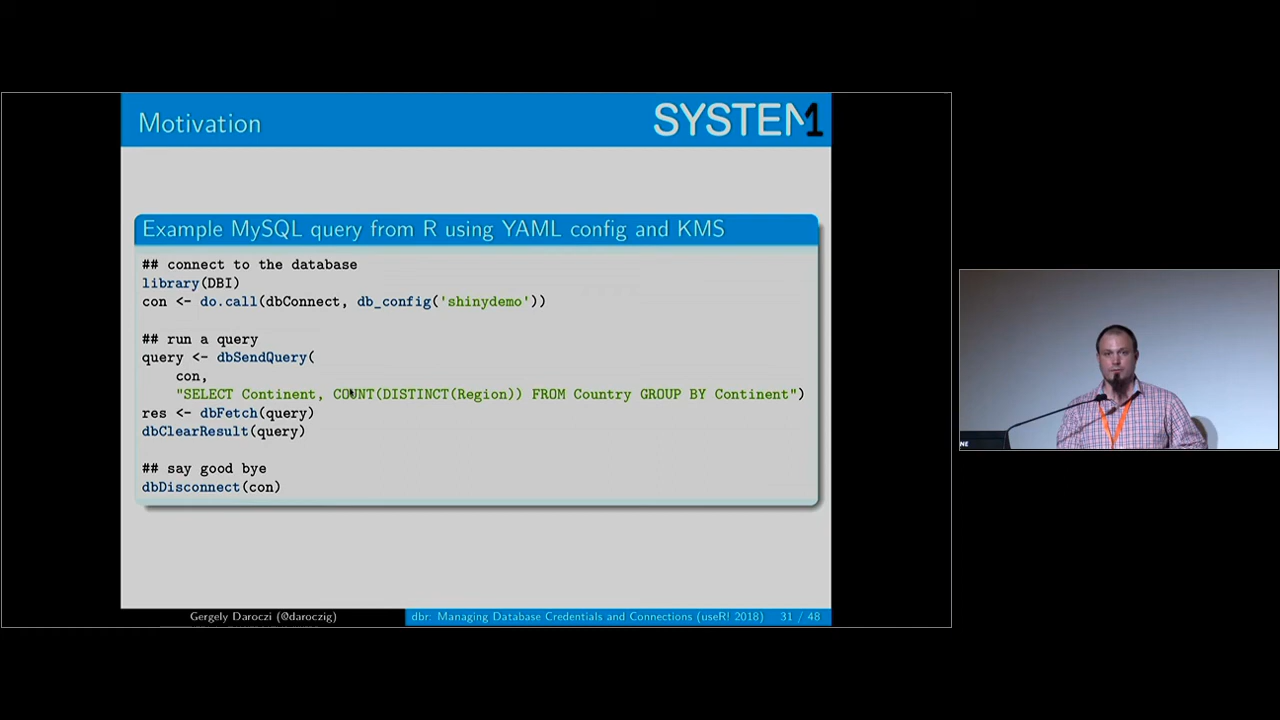 Motivation
SYSTEM1
Example MySQL query from R using YAML config and KMS
## connect to the database
library(DBI)
con <- do.call(dbConnect, db_config('shinydemo'))
## run a query
query <- dbSendQuery(
con,
"SELECT Continent, COUNT(DISTINCT(Region)) FROM Country GROUP BY Continent")
res <- dbFetch(query)
dbClearResult(query)
## say good bye
dbDisconnect(con)
Gergely Daroczi (@daroczig)
dbr: Managing Database Credentials and Connections (useR! 2018)
31 / 48
NE